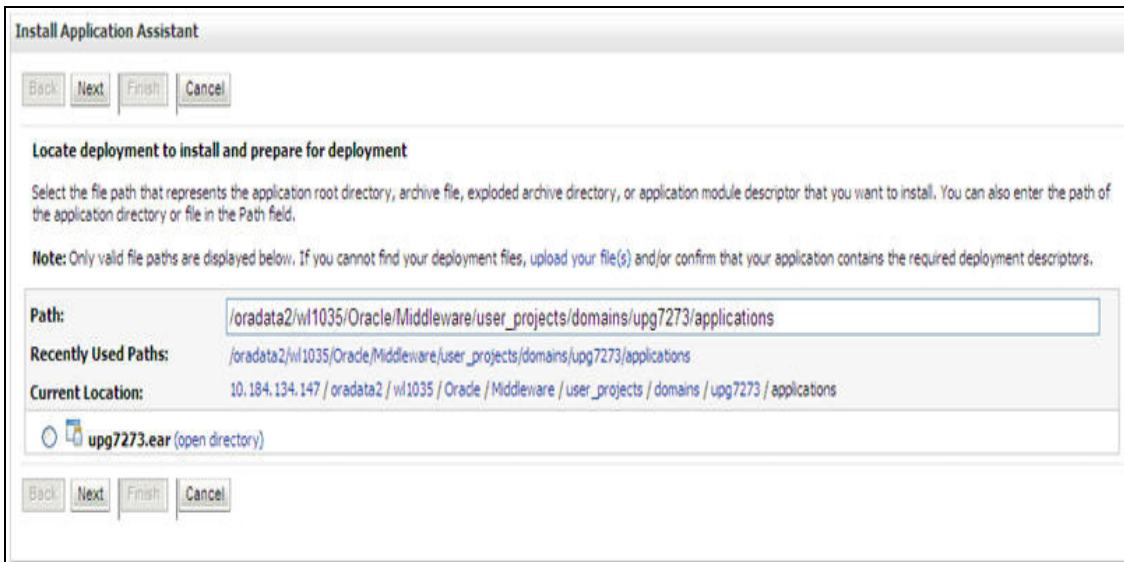 Install Application Assistant
Back Next Finish Cancel
Locate deployment to install and prepare for deployment
Select the file path that represents the application root directory, archive file, exploded archive directory, or application module descriptor that you want to install. You can also enter the path of
the application directory or file in the Path field.
Note: Only valid file paths are displayed below. If you cannot find your deployment files, upload your file(s) and/or confirm that your application contains the required deployment descriptors.
Path: /oradata2/wl1035/Oracle/Middleware/user_projects/domains/upg7273/applications
Recently Used Paths: /oradata2/wl1035/Oracle/Middleware/user_projects/domains/upg7273/applications
Current Location: 10.184.134.147 / oradata2 / wl1035 / Oracle / Middleware / user_projects / domains / upg7273 / applications
upg7273.ear (open directory)
Back Next Finish Cancel